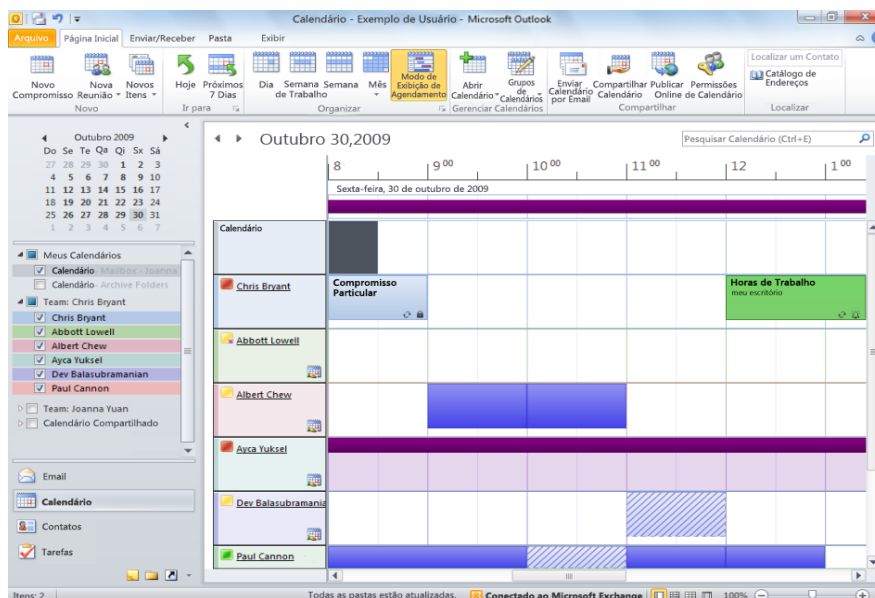 Calendário - Exemplo de Usuário - Microsoft Outlook
Arquivo Página Inicial Enviar/Receber Pasta Exibir
Novo Compromisso
Nova Reunião
Novos Itens
Novo
Hoje
Próximos 7 Dias
Ir para
Dia
Semana de Trabalho
Semana
Mês
Modo de Exibição de Agendamento
Organizar
Abrir Calendário
Grupos de Calendários
Gerenciar Calendários
Enviar Calendário por Email
Compartilhar Calendário
Publicar Online
Permissões de Calendário
Compartilhar
Localizar um Contato
Catálogo de Endereços
Localizar
Outubro 2009
Do Se Te Qa Qi Sx Sá
27 28 29 30 1 2 3
4 5 6 7 8 9 10
11 12 13 14 15 16 17
18 19 20 21 22 23 24
25 26 27 28 29 30 31
1 2 3 4 5 6 7
Meus Calendários
Calendário- Mailbox - Joanna
Calendário- Archive Folders
Team: Chris Bryant
Chris Bryant
Abbott Lowell
Albert Chew
Ayca Yuksel
Dev Balasubramanian
Paul Cannon
Team: Joanna Yuan
Calendário Compartilhado
Email
Calendário
Contatos
Tarefas
Outubro 30,2009
Pesquisar Calendário (Ctrl+E)
8 9 00 10 00 11 00 12 1 00
Sexta-feira, 30 de outubro de 2009
Calendário
Chris Bryant
Compromisso
Particular
Horas de Trabalho
meu escritório
Abbott Lowell
Albert Chew
Ayca Yuksel
Dev Balasubramania
Paul Cannon
Itens: 2 Todas as pastas estão atualizadas. Conectado ao Microsoft Exchange 100%